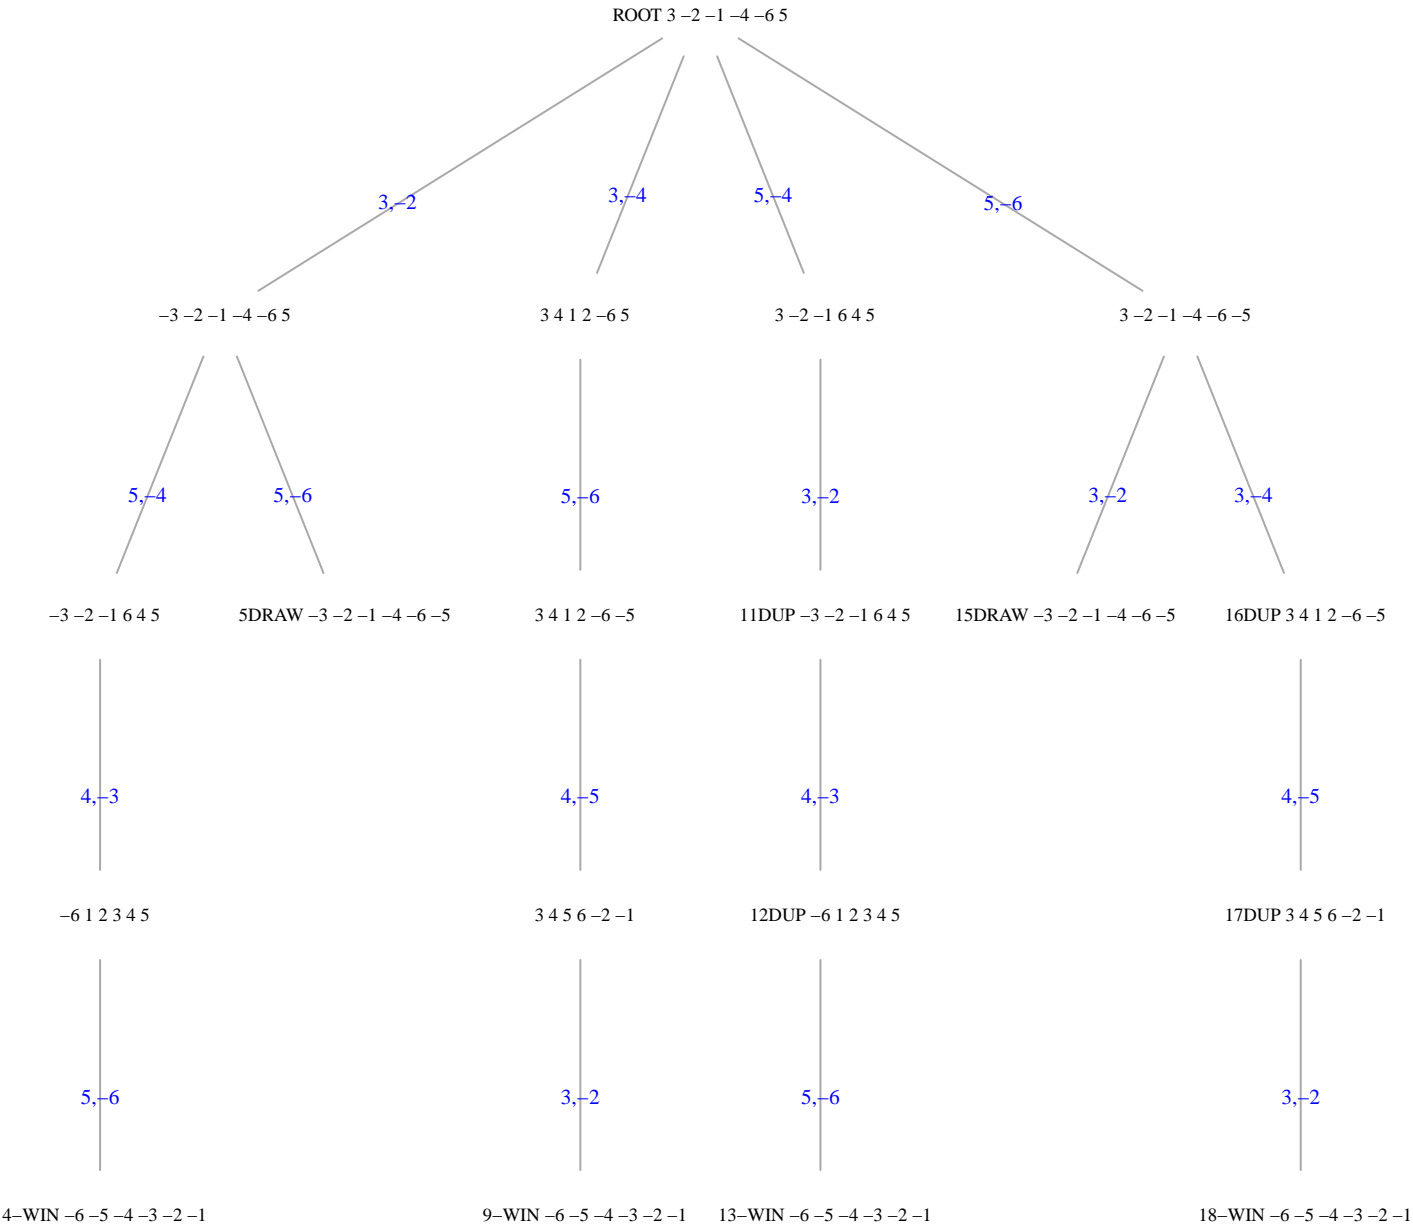 ROOT 3 –2 –1 –4 –6 5
3,–2
3,–4
5,–4
5,–6
–3 –2 –1 –4 –6 5
3 4 1 2 –6 5
3 –2 –1 6 4 5
3 –2 –1 –4 –6 –5
5,–4
5,–6
5,–6
3,–2
3,–2
3,–4
–3 –2 –1 6 4 5
5DRAW –3 –2 –1 –4 –6 –5
3 4 1 2 –6 –5
11DUP –3 –2 –1 6 4 5
15DRAW –3 –2 –1 –4 –6 –5
16DUP 3 4 1 2 –6 –5
4,–3
4,–5
4,–3
4,–5
–6 1 2 3 4 5
3 4 5 6 –2 –1
12DUP –6 1 2 3 4 5
17DUP 3 4 5 6 –2 –1
5,–6
3,–2
5,–6
3,–2
4–WIN –6 –5 –4 –3 –2 –1
9–WIN –6 –5 –4 –3 –2 –1
13–WIN –6 –5 –4 –3 –2 –1
18–WIN –6 –5 –4 –3 –2 –1